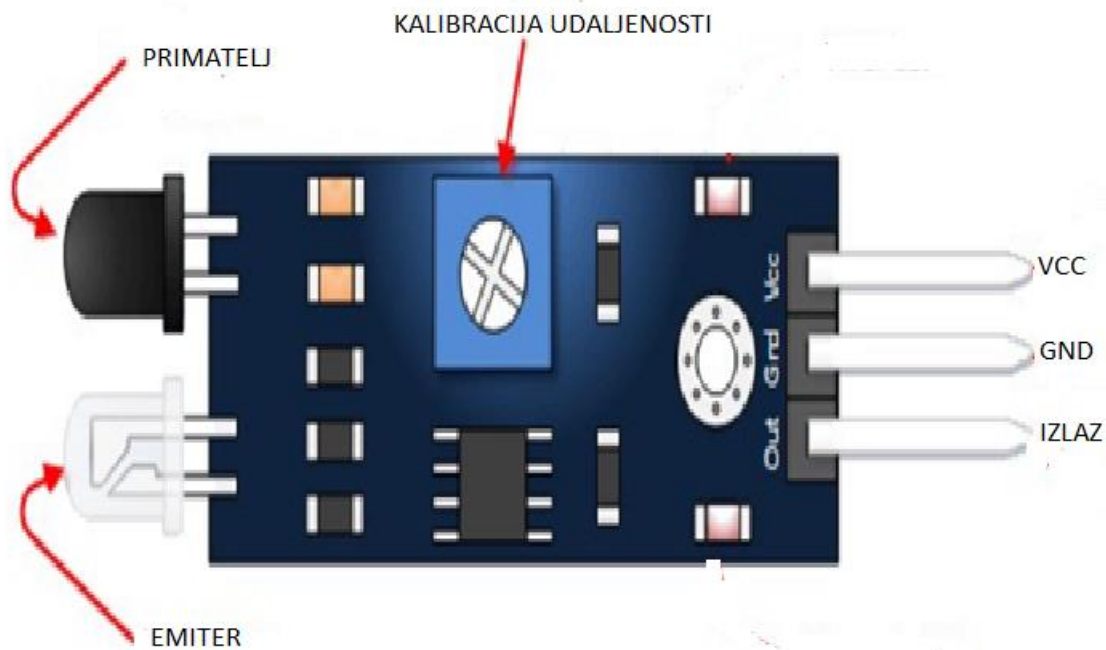 KALIBRACIJA UDALJENOSTI
PRIMATELJ
VCC
Vcc
GND
Gnd
IZLAZ
Out
EMITER